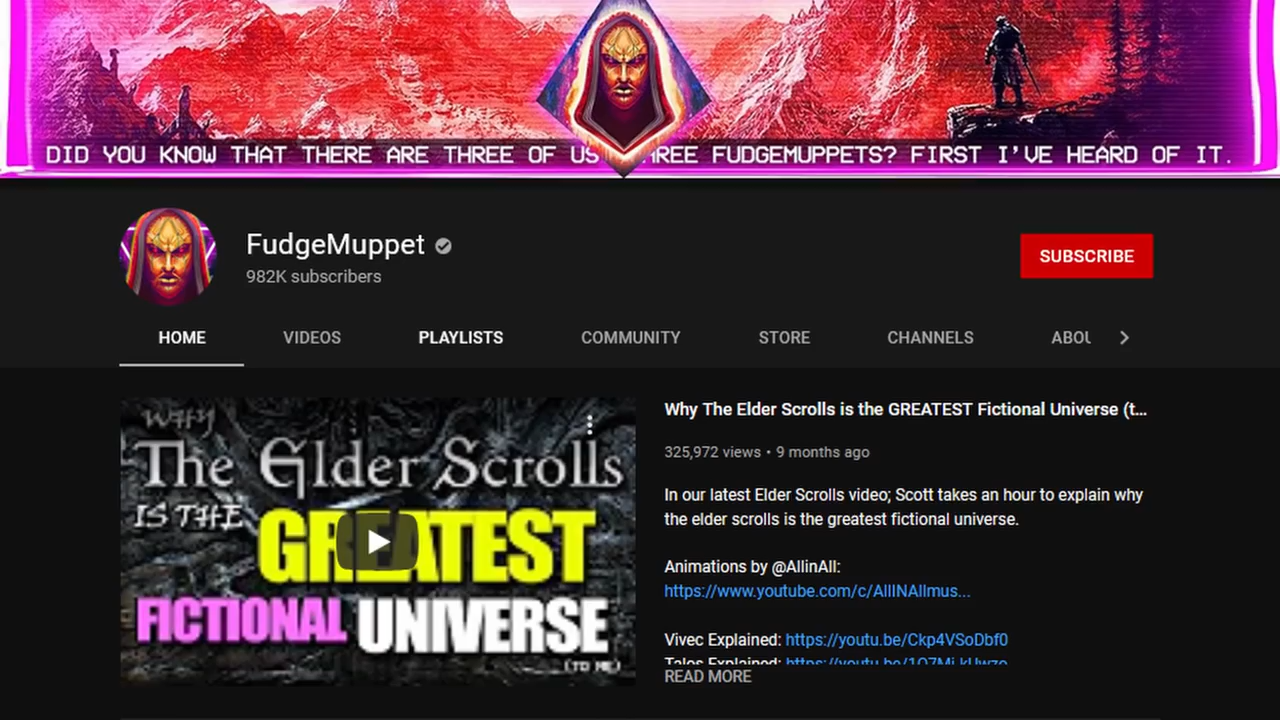 DID YOU KNOW THAT THERE ARE THREE OF US HREE FUDGEMUPPETS? FIRST I'VE HEARD OF IT.
FudgeMuppet
982K subscribers
SUBSCRIBE
HOME VIDEOS PLAYLISTS COMMUNITY STORE CHANNELS ABOU
WHY
The Elder Scrolls
IS THE GREATEST
FICTIONAL UNIVERSE
(TO ME)
Why The Elder Scrolls is the GREATEST Fictional Universe (t...
325,972 views • 9 months ago
In our latest Elder Scrolls video; Scott takes an hour to explain why
the elder scrolls is the greatest fictional universe.
Animations by @AllinAll:
https://www.youtube.com/c/AllINAllmus...
Vivec Explained: https://youtu.be/Ckp4VSoDbf0
Talos Explained:
READ MORE